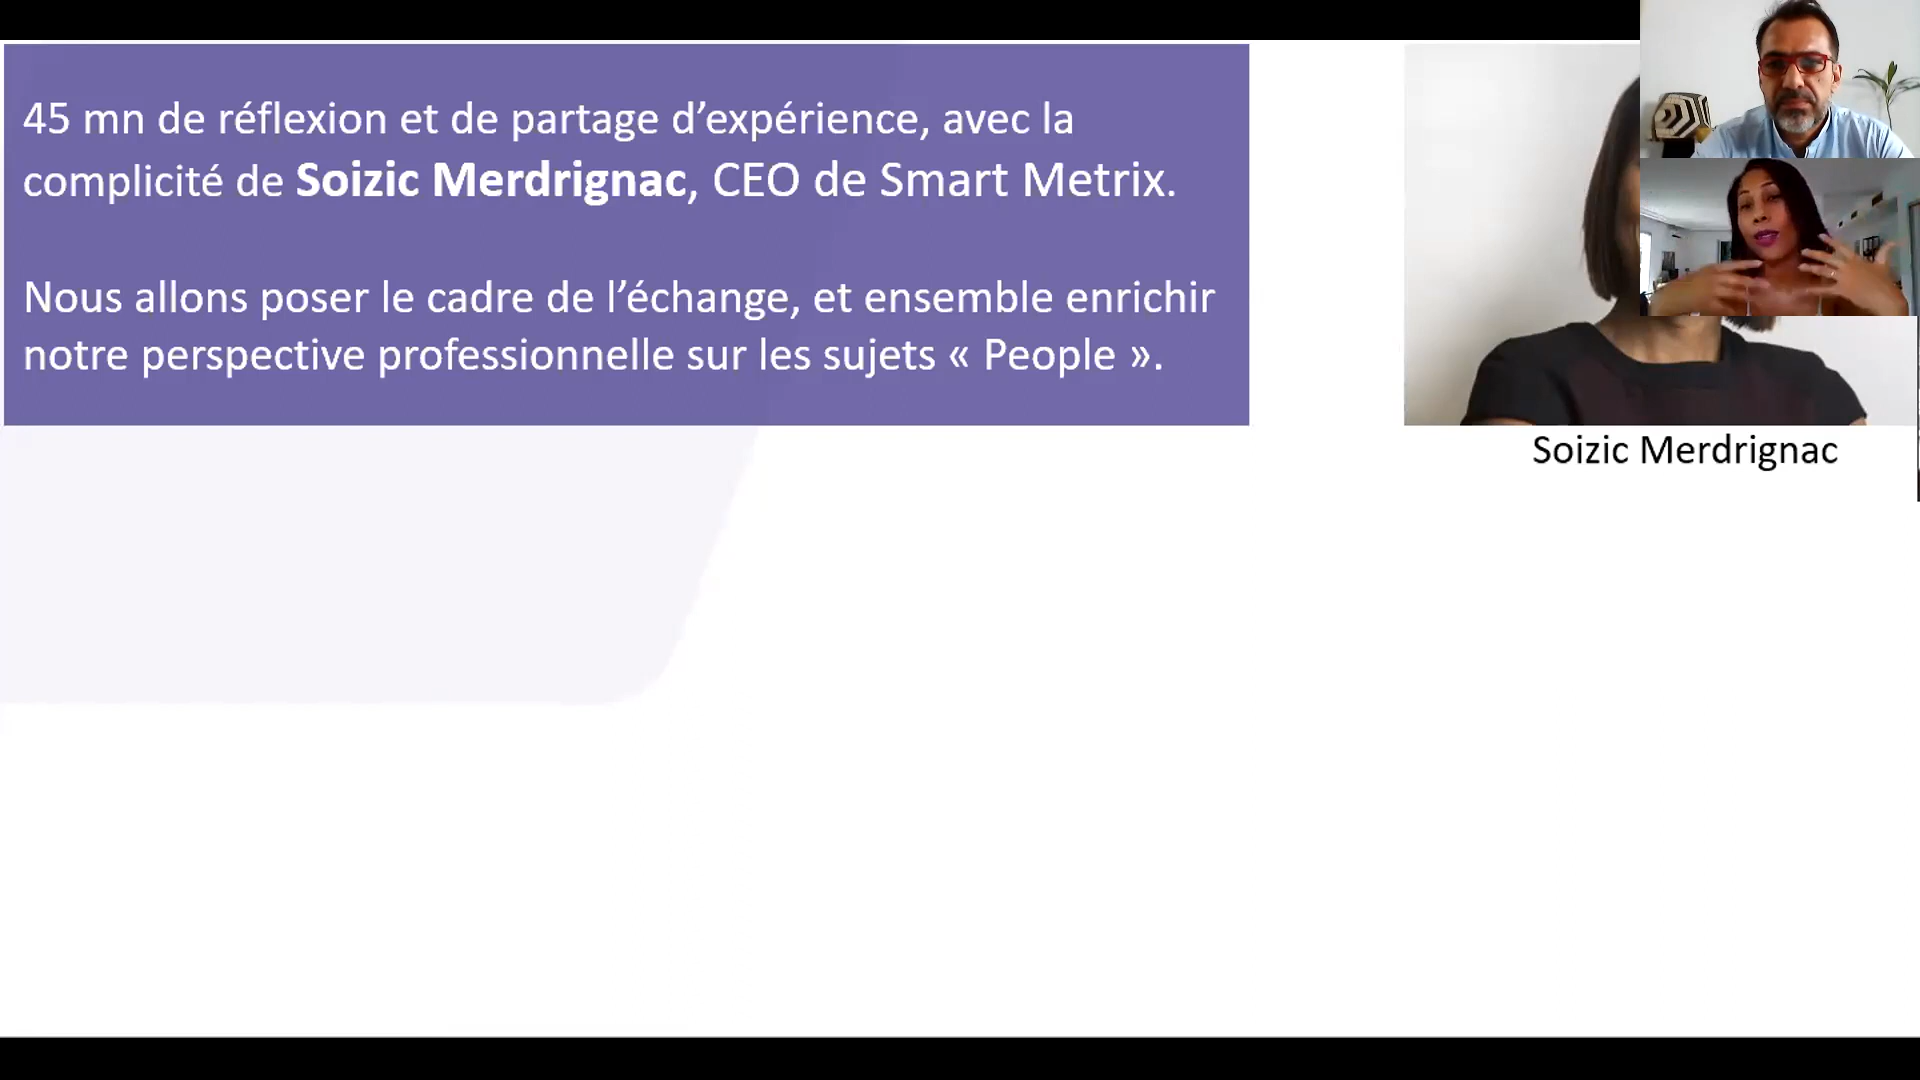 45 mn de réflexion et de partage d’expérience, avec la
complicité de Soizic Merdrignac, CEO de Smart Metrix.
Nous allons poser le cadre de l’échange, et ensemble enrichir
notre perspective professionnelle sur les sujets « People ».
Soizic Merdrignac